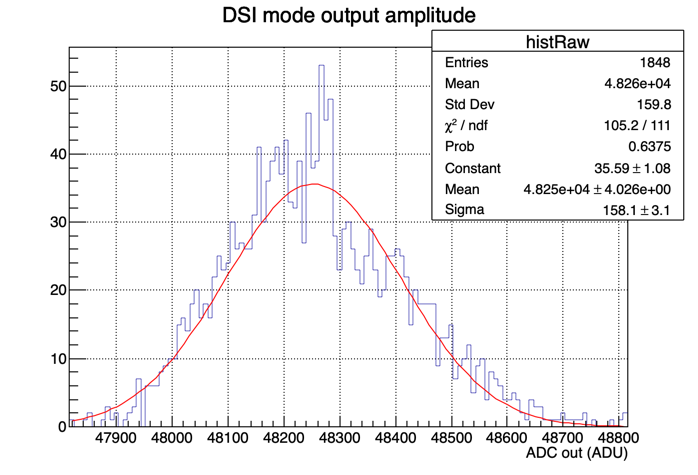 DSI mode output amplitude
histRaw
Entries 1848
Mean 4.826e+04
Std Dev 159.8
χ² / ndf 105.2 / 111
Prob 0.6375
Constant 35.59 ± 1.08
Mean 4.825e+04 ± 4.026e+00
Sigma 158.1 ± 3.1
50
40
30
20
10
0
47900 48000 48100 48200 48300 48400 48500 48600 48700 48800
ADC out (ADU)